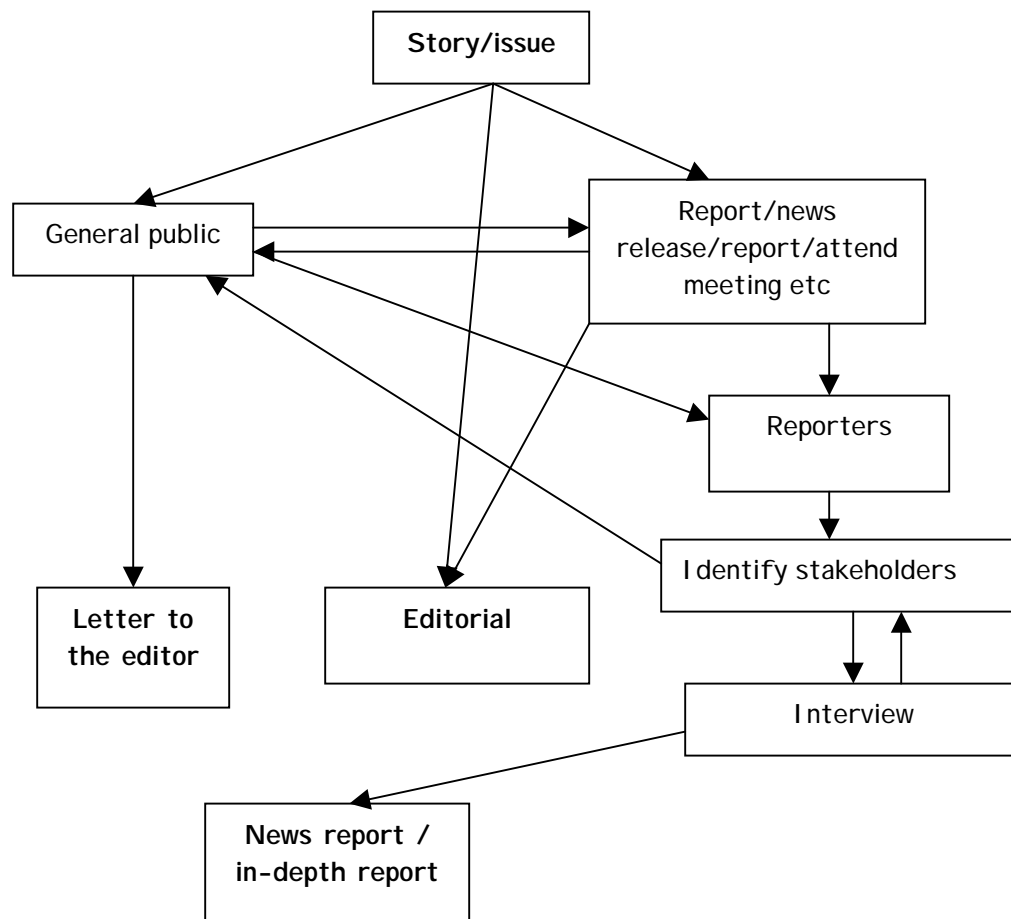 Story/issue
General public
Report/news
release/report/attend
meeting etc
Reporters
Identify stakeholders
Letter to
the editor
Editorial
Interview
News report /
in-depth report